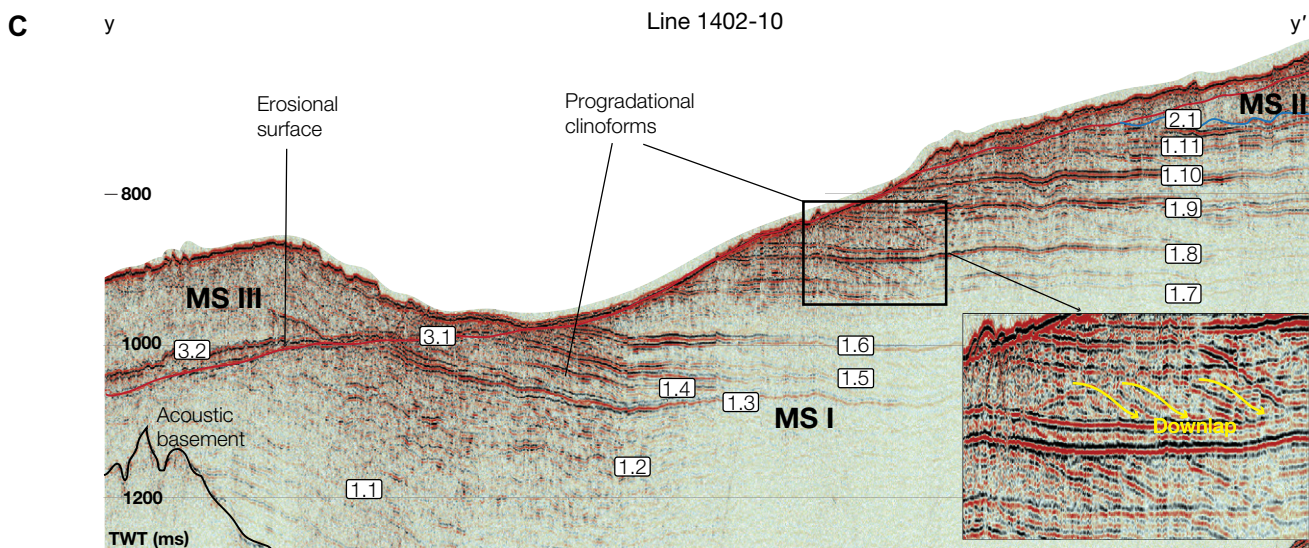 C
y
Line 1402-10
y'
Erosional
surface
Progradational
clinoforms
MS II
2.1
1.11
800
1.10
1.9
1.8
1.7
MS III
3.1
1000
3.2
1.6
1.5
1.4
1.3
MS I
Downlap
Acoustic
basement
1.2
1.1
1200
TWT (ms)